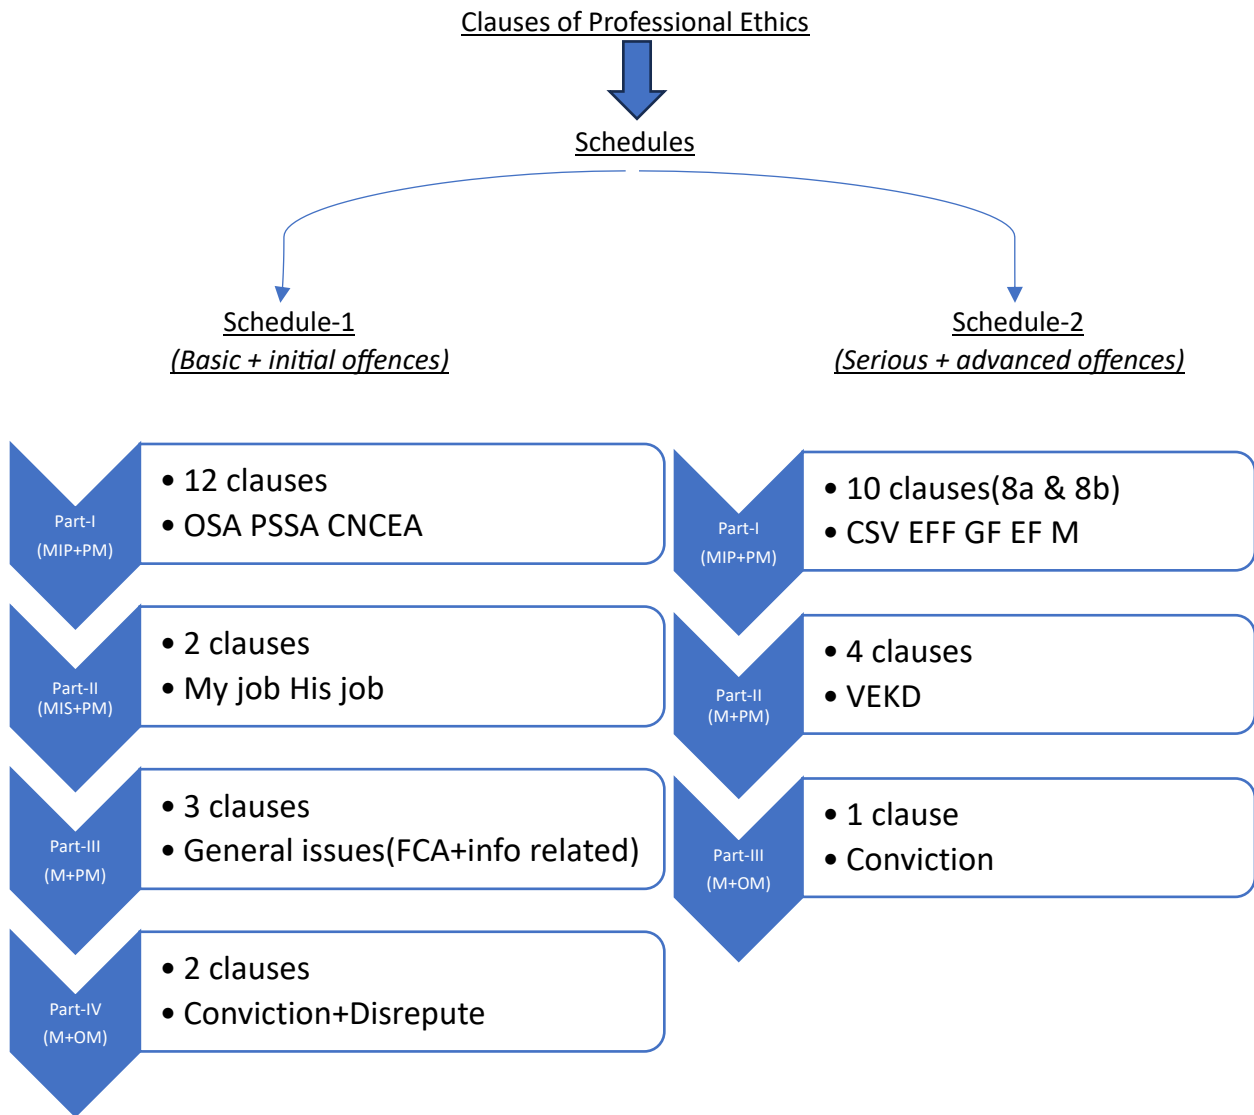 Clauses of Professional Ethics
Schedules
Schedule-1
(Basic + initial offences)
Part-I
(MIP+PM)
• 12 clauses
• OSA PSSA CNCEA
Part-II
(MIS+PM)
• 2 clauses
• My job His job
Part-III
(M+PM)
• 3 clauses
• General issues(FCA+info related)
Part-IV
(M+OM)
• 2 clauses
• Conviction+Disrepute
Schedule-2
(Serious + advanced offences)
Part-I
(MIP+PM)
• 10 clauses(8a & 8b)
• CSV EFF GF EF M
Part-II
(M+PM)
• 4 clauses
• VEKD
Part-III
(M+OM)
• 1 clause
• Conviction